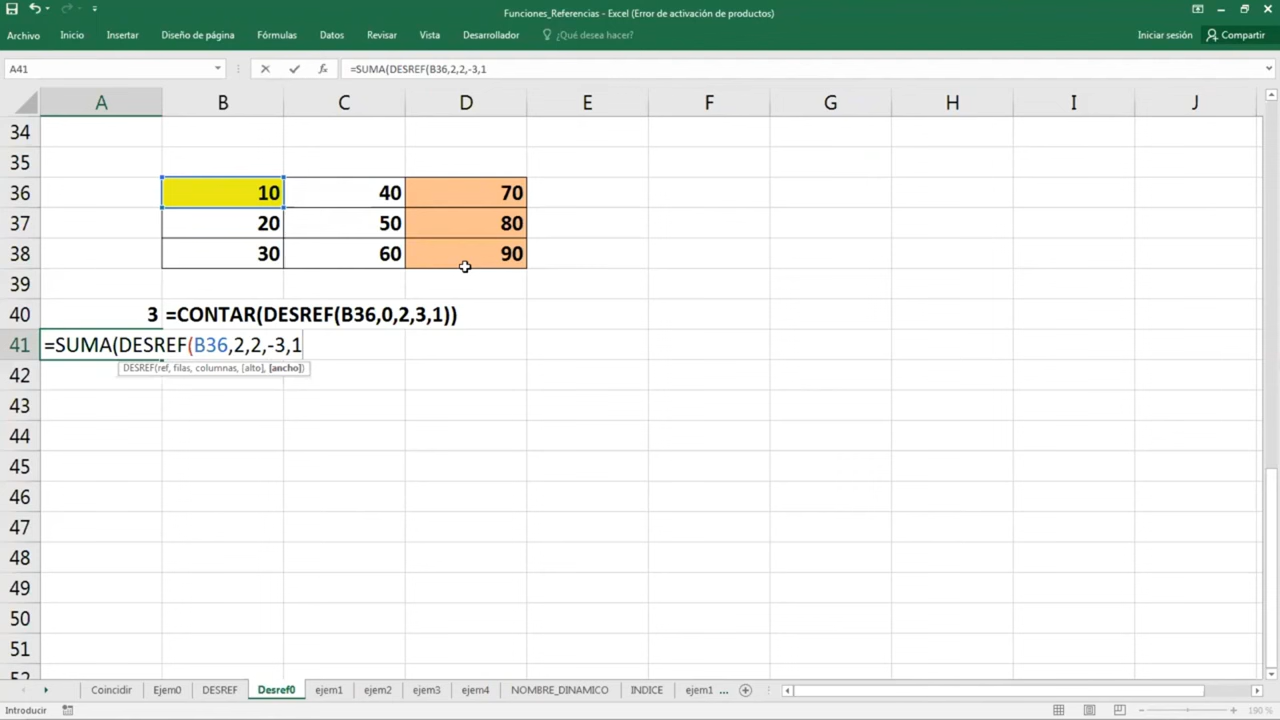 Funciones_Referencias - Excel (Error de activación de productos)
Archivo Inicio Insertar Diseño de página Fórmulas Datos Revisar Vista Desarrollador ¿Qué desea hacer? Iniciar sesión Compartir
A41 fx =SUMA(DESREF(B36,2,2,-3,1
A B C D E F G H I J
34
35
36 10 40 70
37 20 50 80
38 30 60 90
39
40 3 =CONTAR(DESREF(B36,0,2,3,1))
41 =SUMA(DESREF(B36,2,2,-3,1
DESREF(ref, filas, columnas, [alto], [ancho])
42
43
44
45
46
47
48
49
50
51
52
Coincidir Ejem0 DESREF Desref0 ejem1 ejem2 ejem3 ejem4 NOMBRE_DINAMICO INDICE ejem1 ...
Introducir 190 %